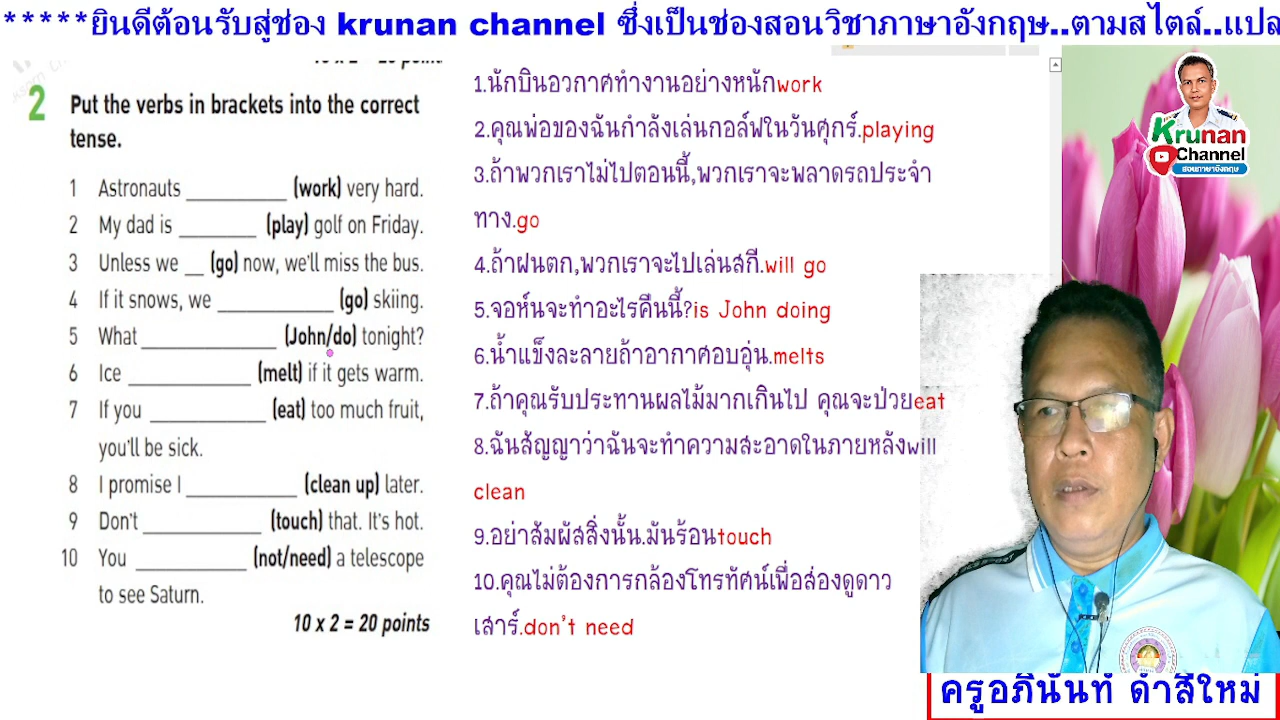 *****ยินดีต้อนรับสู่ช่อง krunan channel ซึ่งเป็นช่องสอนวิชาภาษาอังกฤษ..ตามสไตล์..แปล
2 Put the verbs in brackets into the correct
tense.
1 Astronauts ___________ (work) very hard.
2 My dad is ________ (play) golf on Friday.
3 Unless we __ (go) now, we'll miss the bus.
4 If it snows, we ____________ (go) skiing.
5 What ______________ (John/do) tonight?
6 Ice _____________ (melt) if it gets warm.
7 If you ____________ (eat) too much fruit,
you'll be sick.
8 I promise I ___________ (clean up) later.
9 Don't ____________ (touch) that. It's hot.
10 You ___________ (not/need) a telescope
to see Saturn.
10 x 2 = 20 points
1.นักบินอวกาศทำงานอย่างหนักwork
2.คุณพ่อของฉันกำลังเล่นกอล์ฟในวันศุกร์.playing
3.ถ้าพวกเราไม่ไปตอนนี้,พวกเราจะพลาดรถประจำ
ทาง.go
4.ถ้าฝนตก,พวกเราจะไปเล่นสกี.will go
5.จอห์นจะทำอะไรคืนนี้?is John doing
6.น้ำแข็งละลายถ้าอากาศอบอุ่น.melts
7.ถ้าคุณรับประทานผลไม้มากเกินไป คุณจะป่วยeat
8.ฉันสัญญาว่าฉันจะทำความสะอาดในภายหลังwill
clean
9.อย่าสัมผัสสิ่งนั้น.มันร้อนtouch
10.คุณไม่ต้องการกล้องโทรทัศน์เพื่อส่องดูดาว
เสาร์.don't need
Krunan
Channel
สอนภาษาอังกฤษ
ครูอภินันท์ ดำสีใหม่